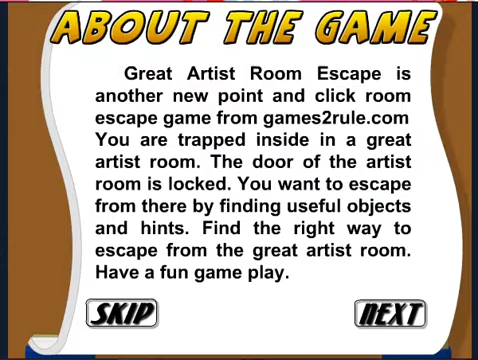 ABOUT THE GAME
Great Artist Room Escape is
another new point and click room
escape game from games2rule.com
You are trapped inside in a great
artist room. The door of the artist
room is locked. You want to escape
from there by finding useful objects
and hints. Find the right way to
escape from the great artist room.
Have a fun game play.
SKIP
NEXT